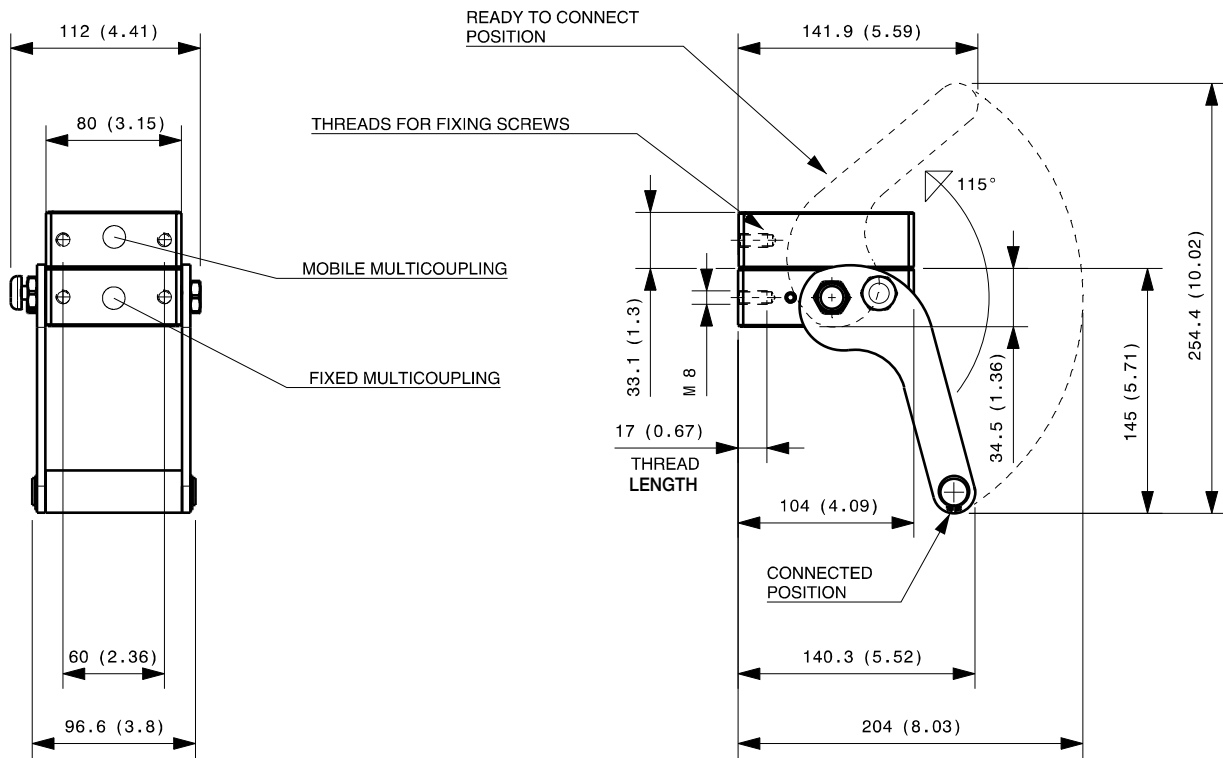 READY TO CONNECT
POSITION
112 (4.41)
141.9 (5.59)
80 (3.15)
THREADS FOR FIXING SCREWS
115°
MOBILE MULTICOUPLING
FIXED MULTICOUPLING
33.1 (1.3)
M 8
34.5 (1.36)
145 (5.71)
254.4 (10.02)
17 (0.67)
THREAD
LENGTH
104 (4.09)
CONNECTED
POSITION
60 (2.36)
140.3 (5.52)
96.6 (3.8)
204 (8.03)